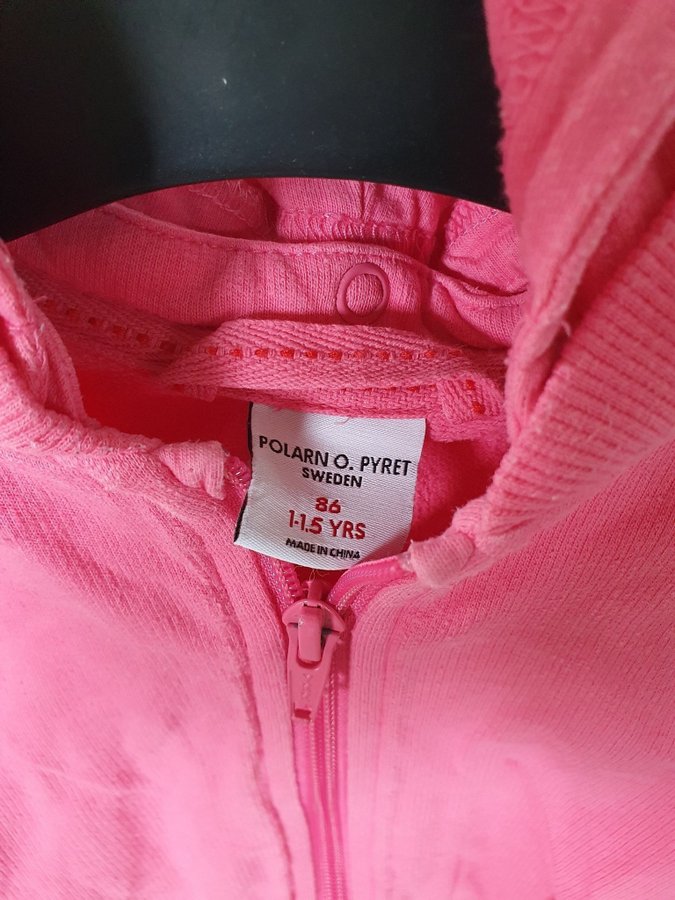 POLARN O. PYRET
SWEDEN
86
1-1.5 YRS
MADE IN CHINA